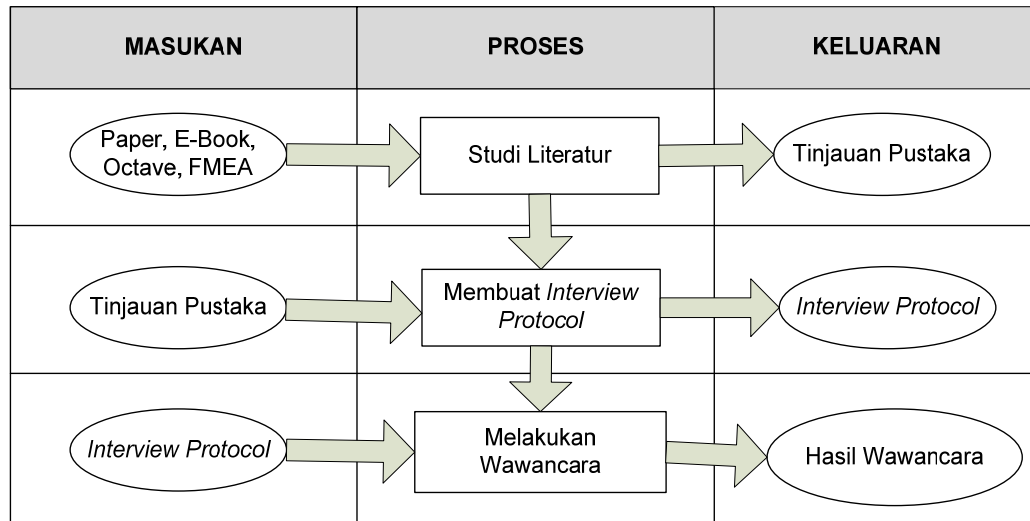 MASUKAN
PROSES
KELUARAN
Paper, E-Book,
Octave, FMEA
Studi Literatur
Tinjauan Pustaka
Tinjauan Pustaka
Membuat Interview
Protocol
Interview Protocol
Interview Protocol
Melakukan
Wawancara
Hasil Wawancara